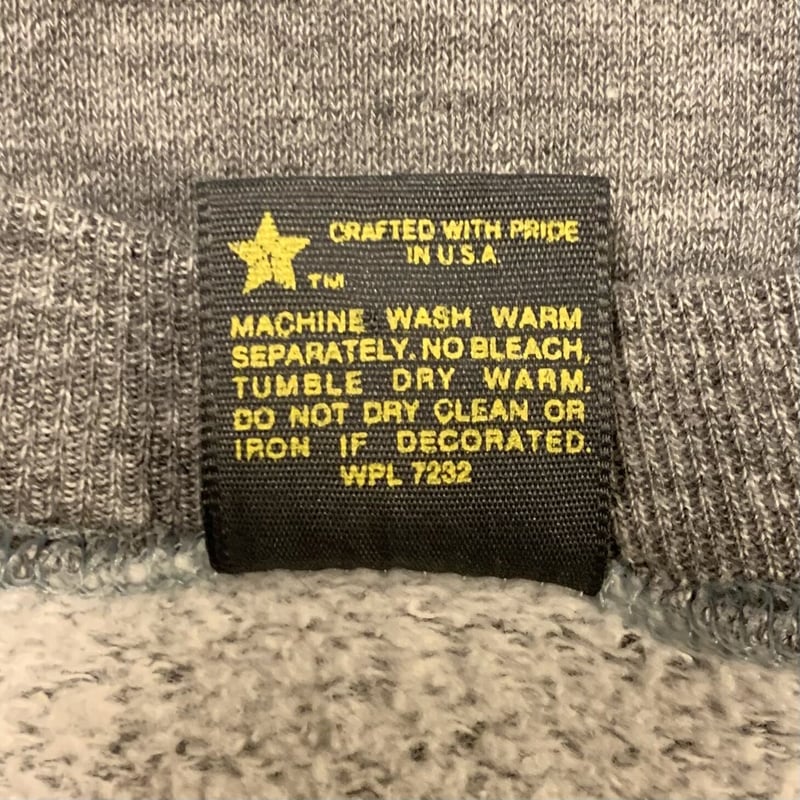 CRAFTED WITH PRIDE
IN U.S.A
TM
MACHINE WASH WARM
SEPARATELY. NO BLEACH,
TUMBLE DRY WARM.
DO NOT DRY CLEAN OR
IRON IF DECORATED.
WPL 7232